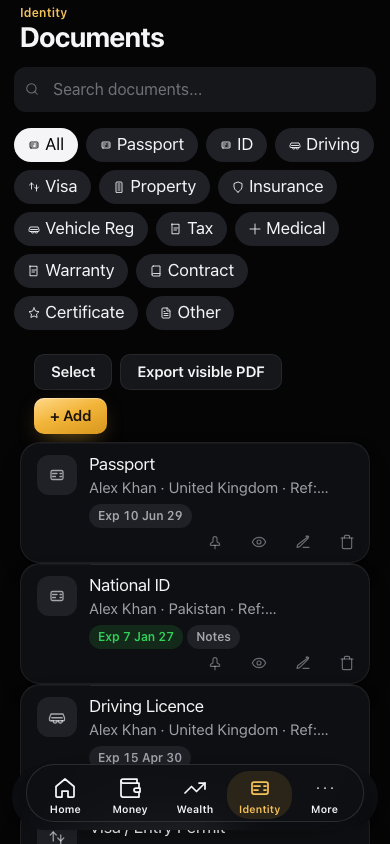 Identity
Documents
Search documents...
All Passport ID Driving
Visa Property Insurance
Vehicle Reg Tax Medical
Warranty Contract
Certificate Other
Select Export visible PDF
+ Add
Passport
Alex Khan · United Kingdom · Ref:...
Exp 10 Jun 29
National ID
Alex Khan · Pakistan · Ref:...
Exp 7 Jan 27 Notes
Driving Licence
Alex Khan · United Kingdom · Ref:...
Exp 15 Apr 30
Home Money Wealth Identity More
Visa / Entry Permit